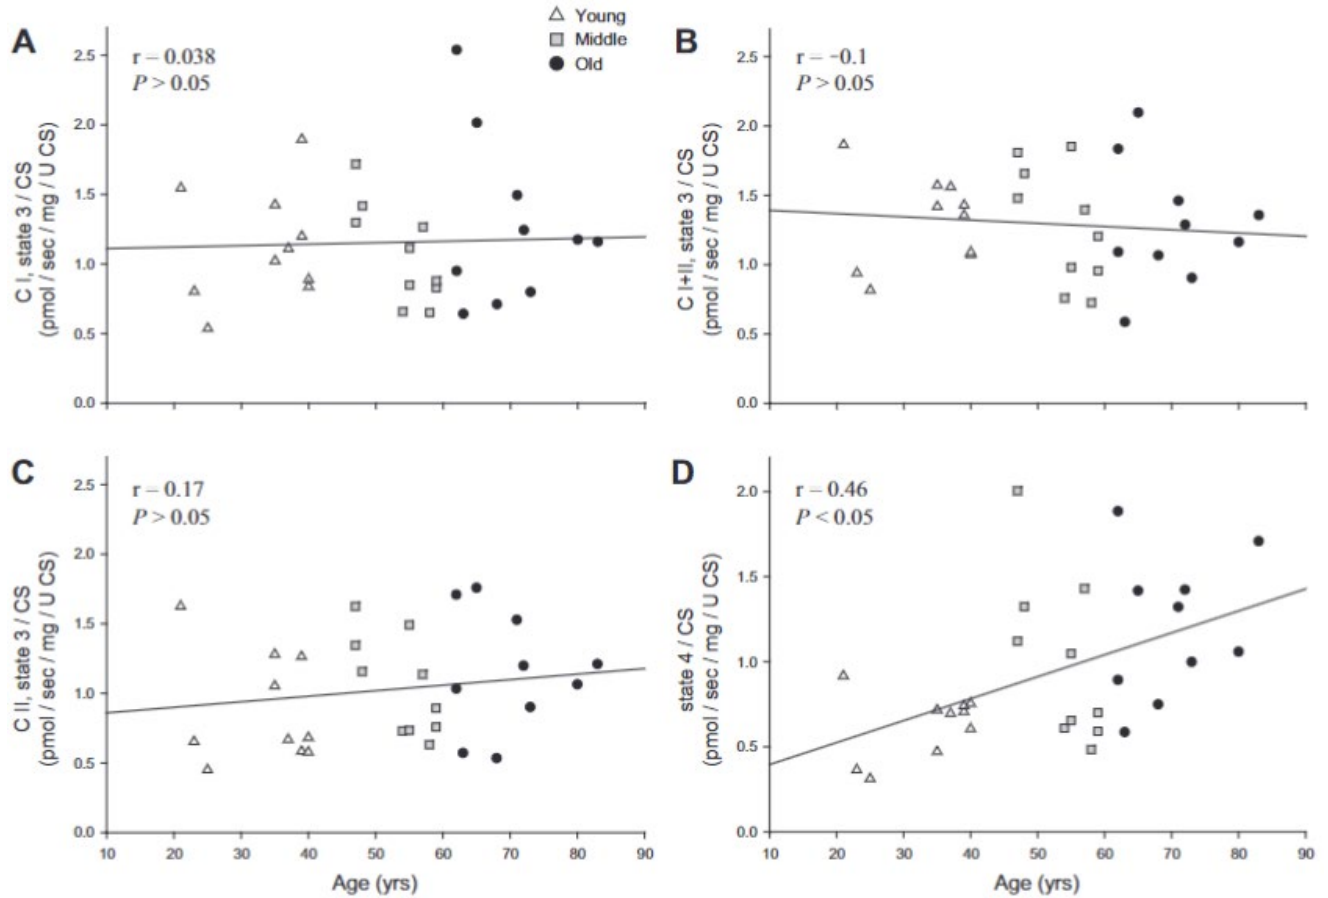 A
r = 0.038
P > 0.05
Young
Middle
Old
C I, state 3 / CS
(pmol / sec / mg / U CS)
2.5
2.0
1.5
1.0
0.5
0.0
B
r = -0.1
P > 0.05
C I+II, state 3 / CS
(pmol / sec / mg / U CS)
2.5
2.0
1.5
1.0
0.5
0.0
C
r = 0.17
P > 0.05
C II, state 3 / CS
(pmol / sec / mg / U CS)
2.5
2.0
1.5
1.0
0.5
0.0
10 20 30 40 50 60 70 80 90
Age (yrs)
D
r = 0.46
P < 0.05
state 4 / CS
(pmol / sec / mg / U CS)
2.0
1.5
1.0
0.5
0.0
10 20 30 40 50 60 70 80 90
Age (yrs)